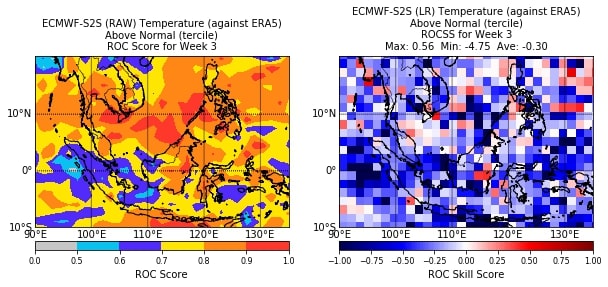 ECMWF-S2S (RAW) Temperature (against ERA5)
Above Normal (tercile)
ROC Score for Week 3
10°N
0°
10°S
90°E 100°E 110°E 120°E 130°E
0.0 0.5 0.6 0.7 0.8 0.9 1.0
ROC Score
ECMWF-S2S (LR) Temperature (against ERA5)
Above Normal (tercile)
ROCSS for Week 3
Max: 0.56 Min: -4.75 Ave: -0.30
10°N
0°
10°S
90°E 100°E 110°E 120°E 130°E
−1.00 −0.75 −0.50 −0.25 0.00 0.25 0.50 0.75 1.00
ROC Skill Score